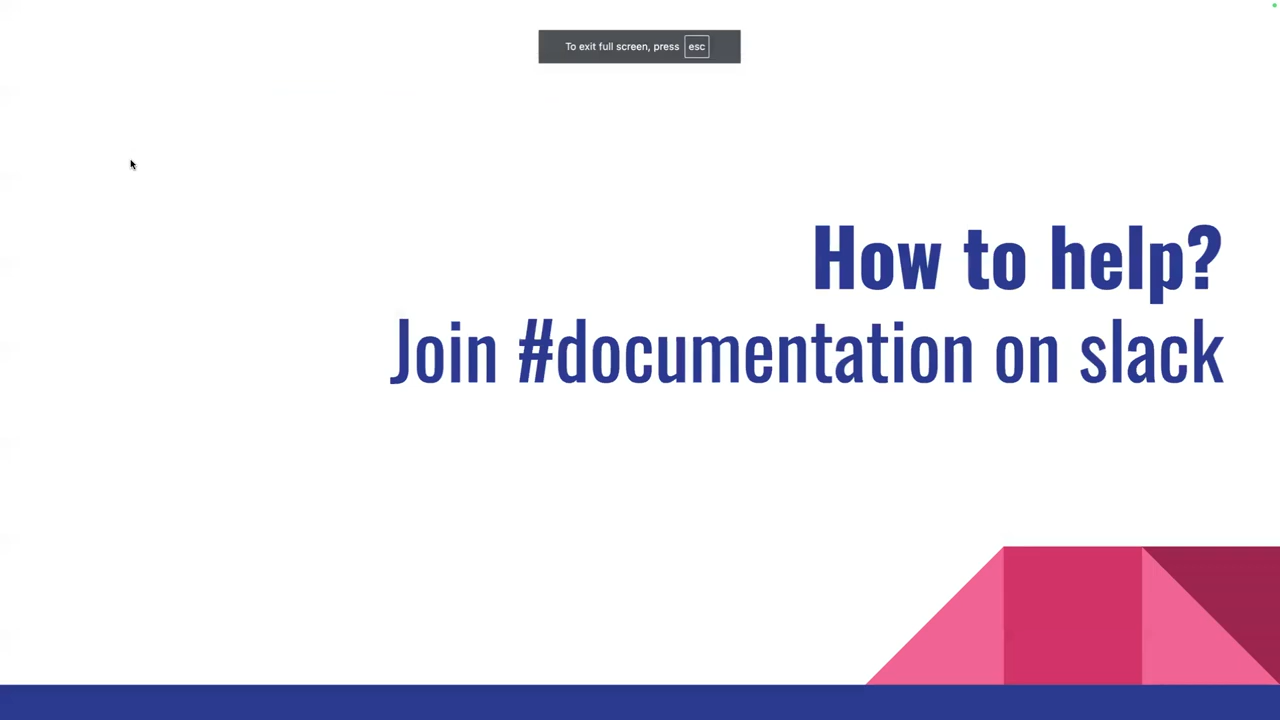 To exit full screen, press esc
How to help?
Join #documentation on slack